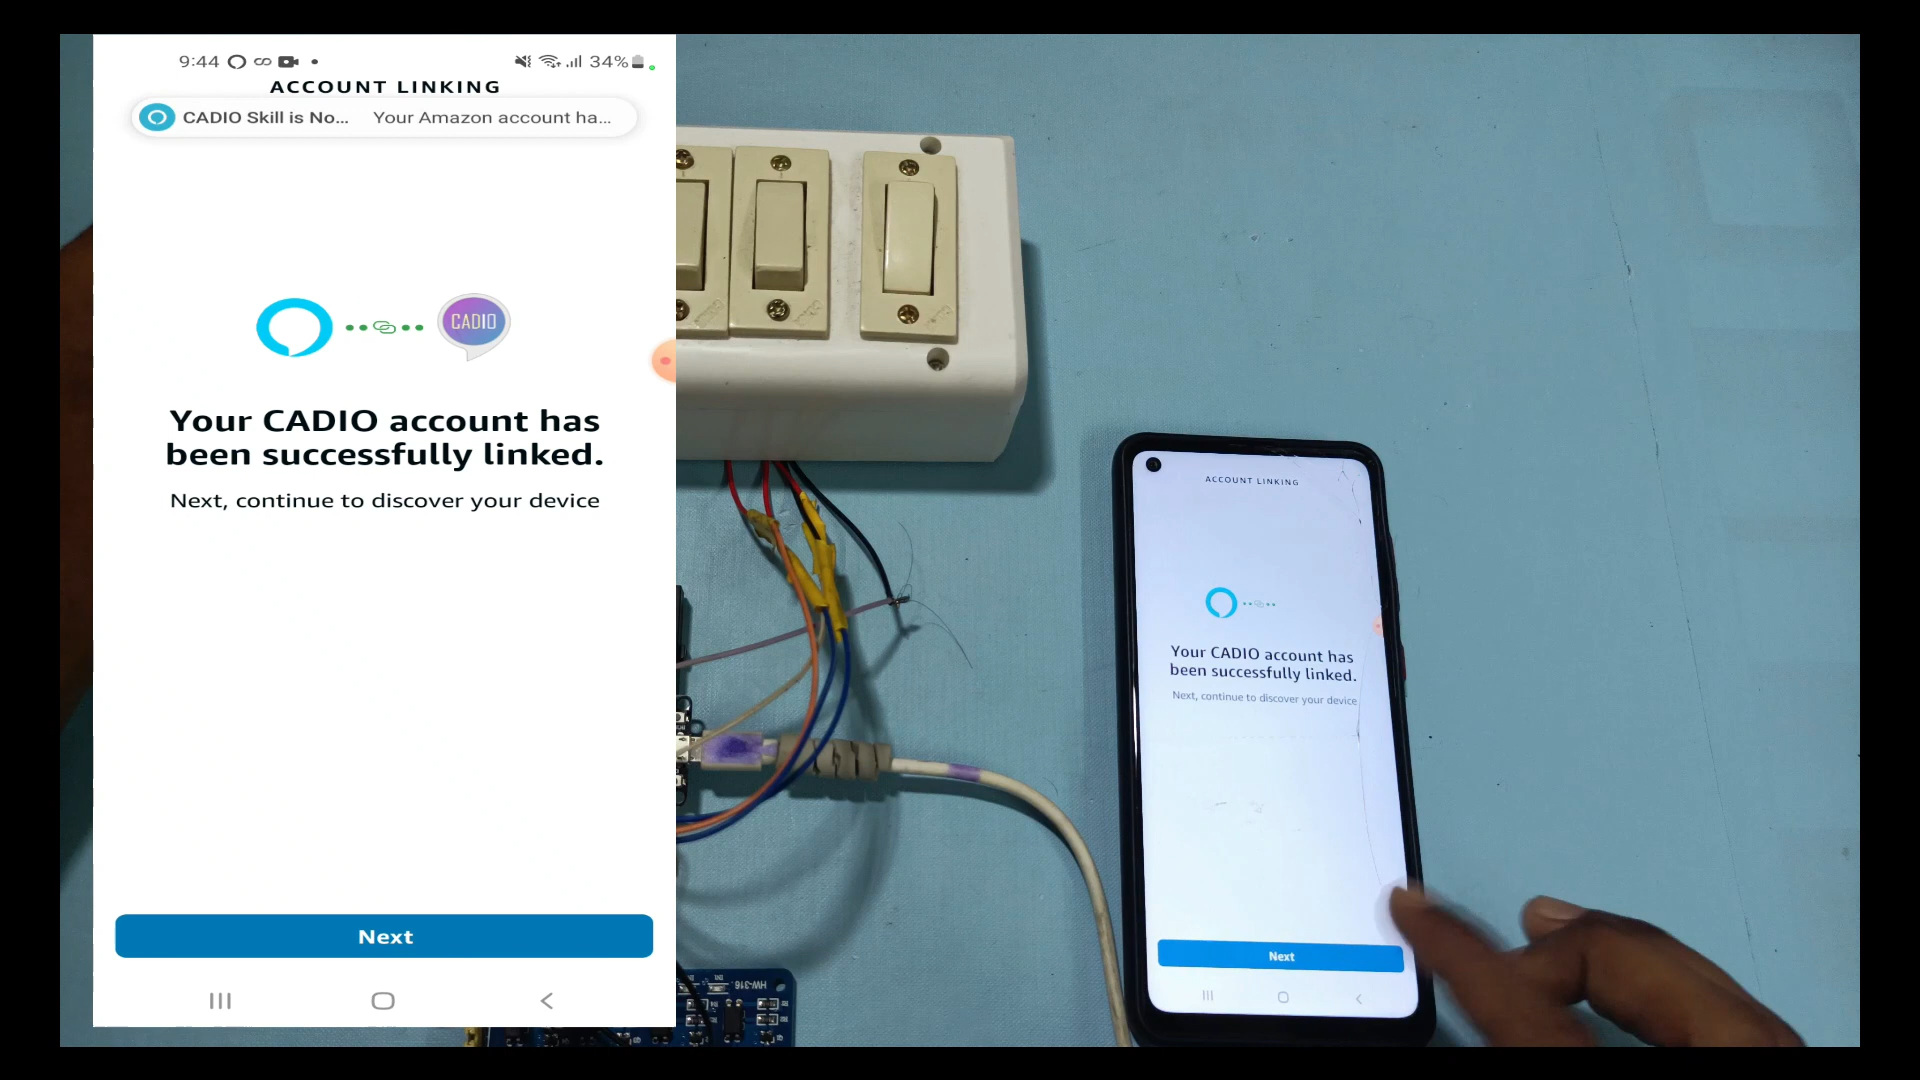 9:44
34%
ACCOUNT LINKING
CADIO Skill is No... Your Amazon account ha...
CADIO
Your CADIO account has
been successfully linked.
Next, continue to discover your device
Next
ACCOUNT LINKING
Your CADIO account has
been successfully linked.
Next, continue to discover your device
Next
HW-316